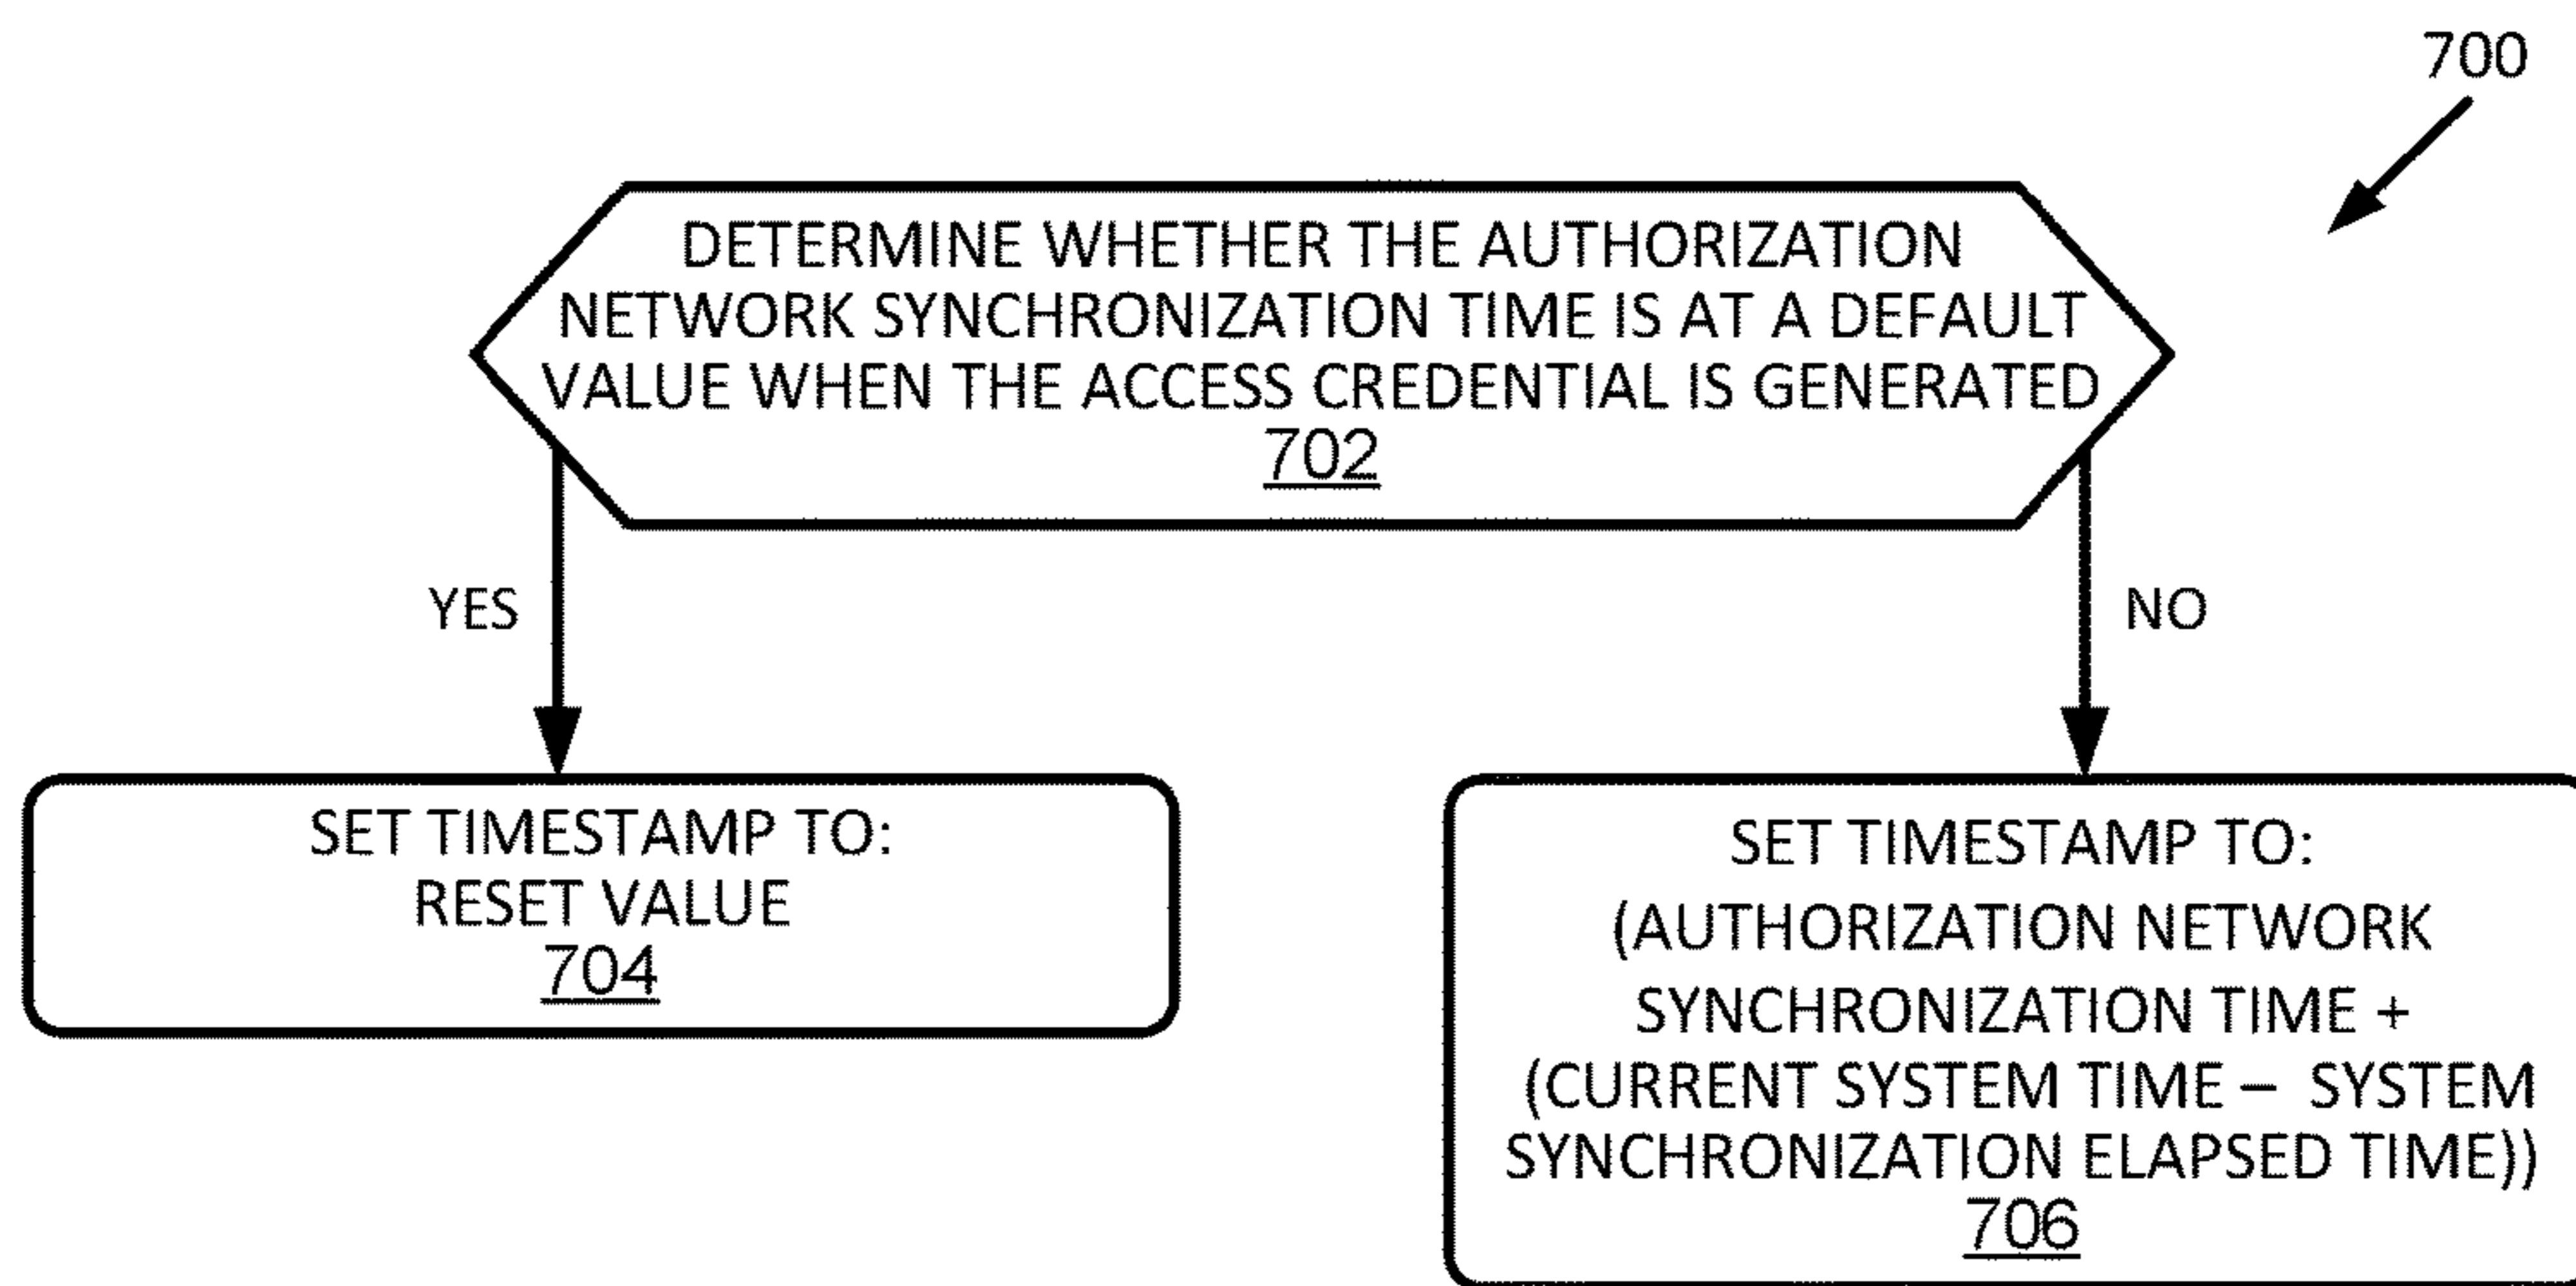 700
DETERMINE WHETHER THE AUTHORIZATION
NETWORK SYNCHRONIZATION TIME IS AT A DEFAULT
VALUE WHEN THE ACCESS CREDENTIAL IS GENERATED
702
YES
NO
SET TIMESTAMP TO:
RESET VALUE
704
SET TIMESTAMP TO:
(AUTHORIZATION NETWORK
SYNCHRONIZATION TIME +
(CURRENT SYSTEM TIME – SYSTEM
SYNCHRONIZATION ELAPSED TIME))
706